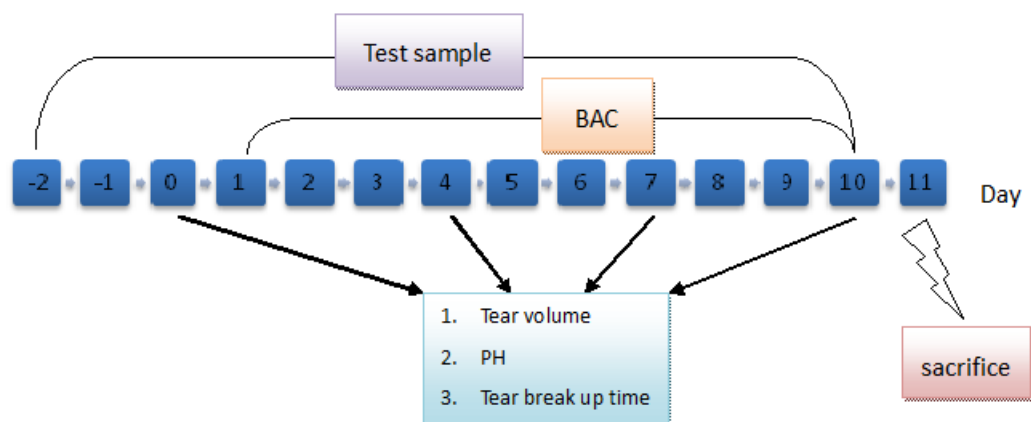 Test sample
BAC
-2 -1 0 1 2 3 4 5 6 7 8 9 10 11 Day
1. Tear volume
2. PH
3. Tear break up time
sacrifice